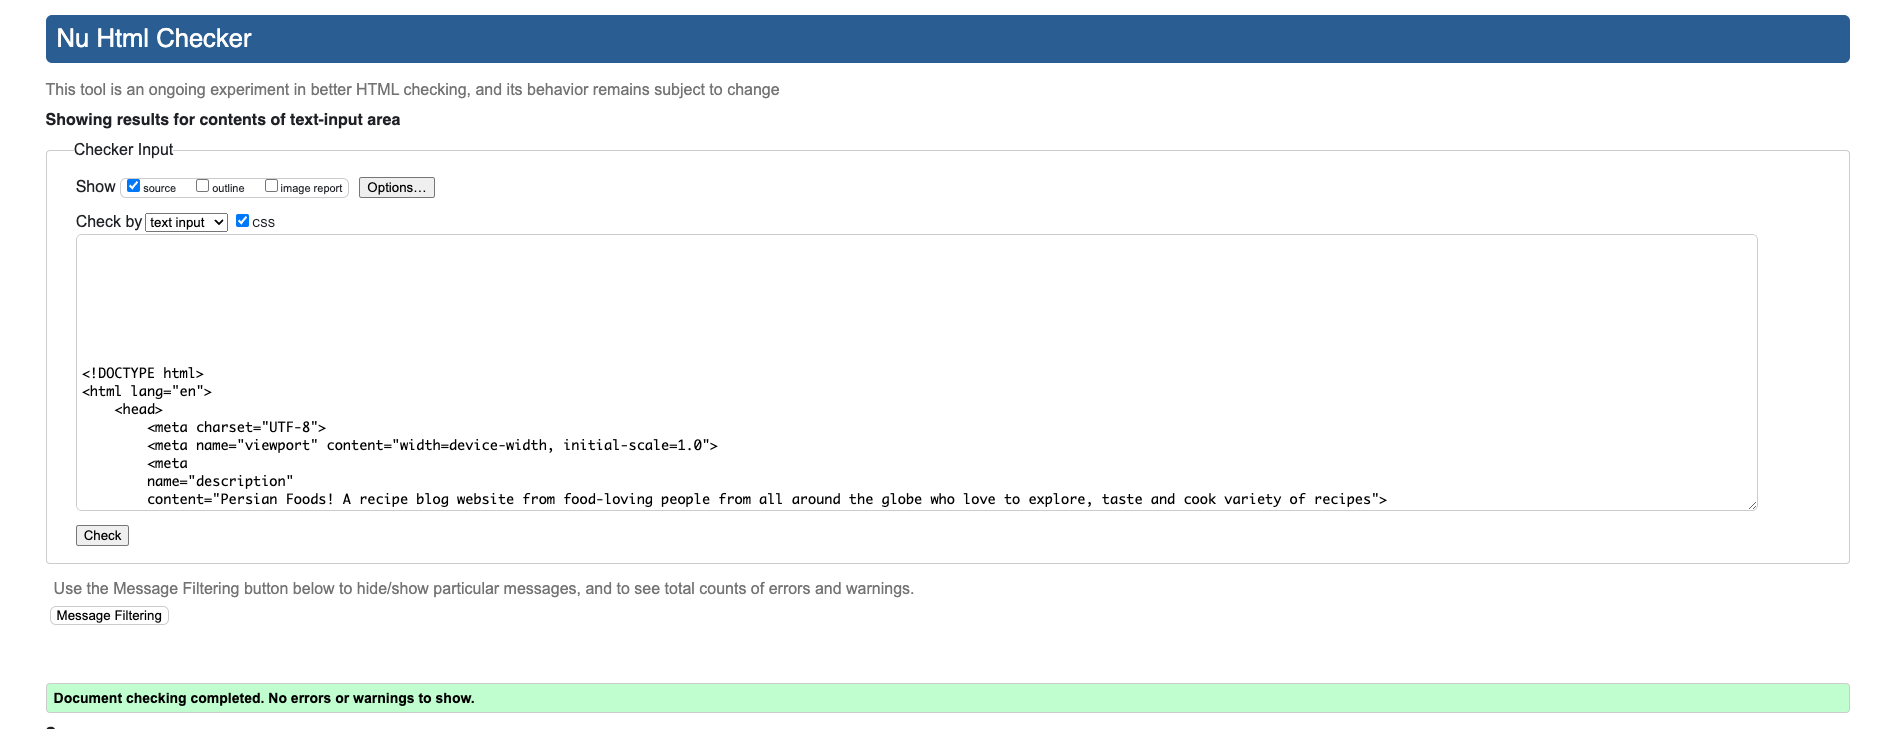 Nu Html Checker
This tool is an ongoing experiment in better HTML checking, and its behavior remains subject to change
Showing results for contents of text-input area
Checker Input
Show source outline image report Options...
Check by text input css
<!DOCTYPE html>
<html lang="en">
    <head>
        <meta charset="UTF-8">
        <meta name="viewport" content="width=device-width, initial-scale=1.0">
        <meta
        name="description"
        content="Persian Foods! A recipe blog website from food-loving people from all around the globe who love to explore, taste and cook variety of recipes">
Check
Use the Message Filtering button below to hide/show particular messages, and to see total counts of errors and warnings.
Message Filtering
Document checking completed. No errors or warnings to show.